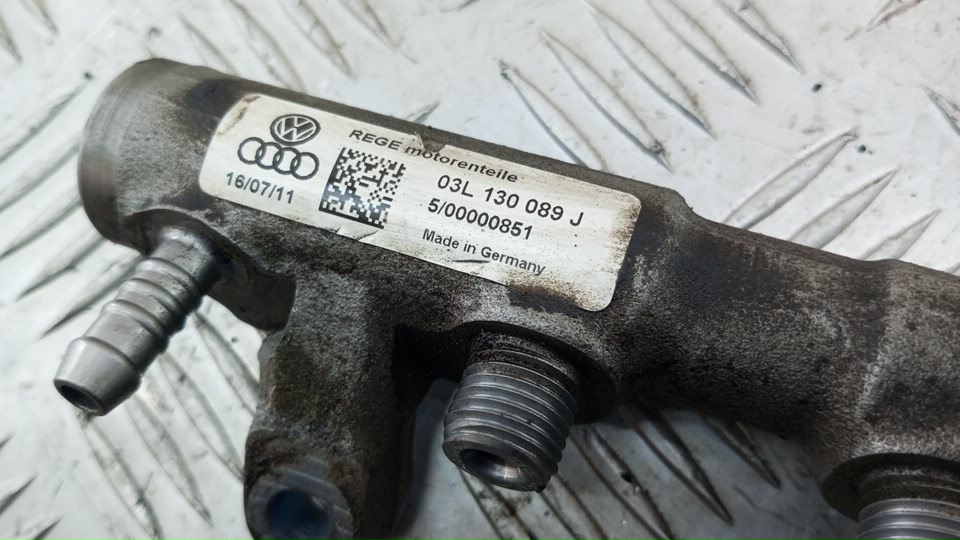 REGE motorenteile
16/07/11
03L 130 089 J
5/00000851
Made in Germany